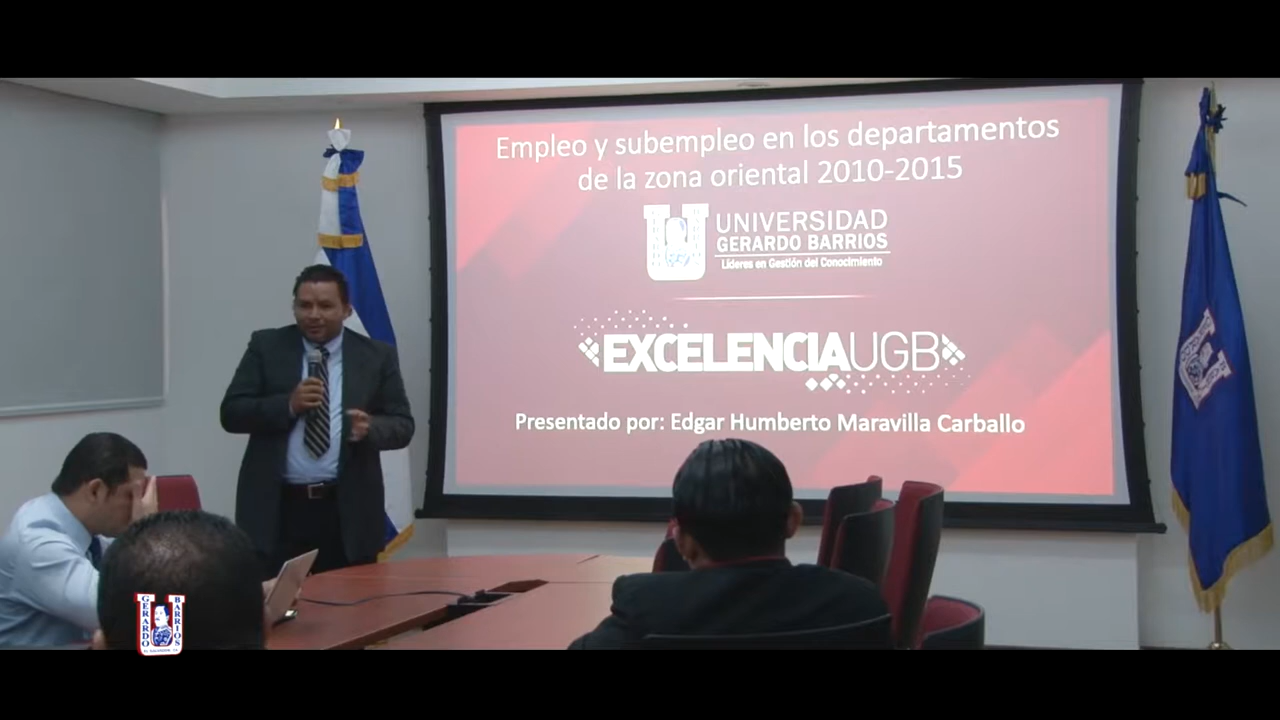 Empleo y subempleo en los departamentos
de la zona oriental 2010-2015
UNIVERSIDAD
GERARDO BARRIOS
Líderes en Gestión del Conocimiento
EXCELENCIAUGB
Presentado por: Edgar Humberto Maravilla Carballo
GERARDO
BARRIOS